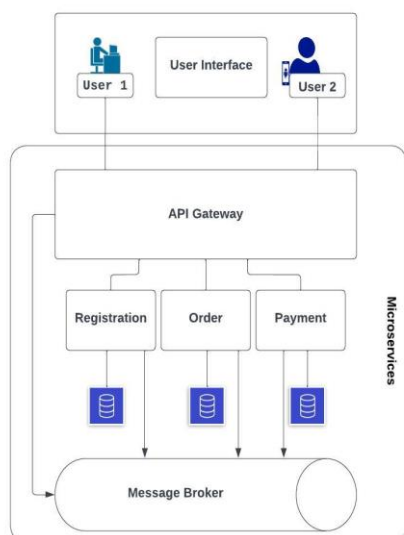 User Interface
User 1
User 2
API Gateway
Registration
Order
Payment
Microservices
Message Broker